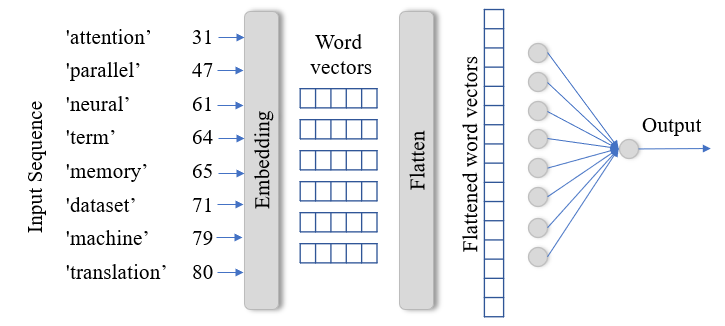 Input Sequence
'attention’ 31
'parallel’ 47
'neural’ 61
'term’ 64
'memory’ 65
'dataset’ 71
'machine’ 79
'translation’ 80
Embedding
Word
vectors
Flatten
Flattened word vectors
Output